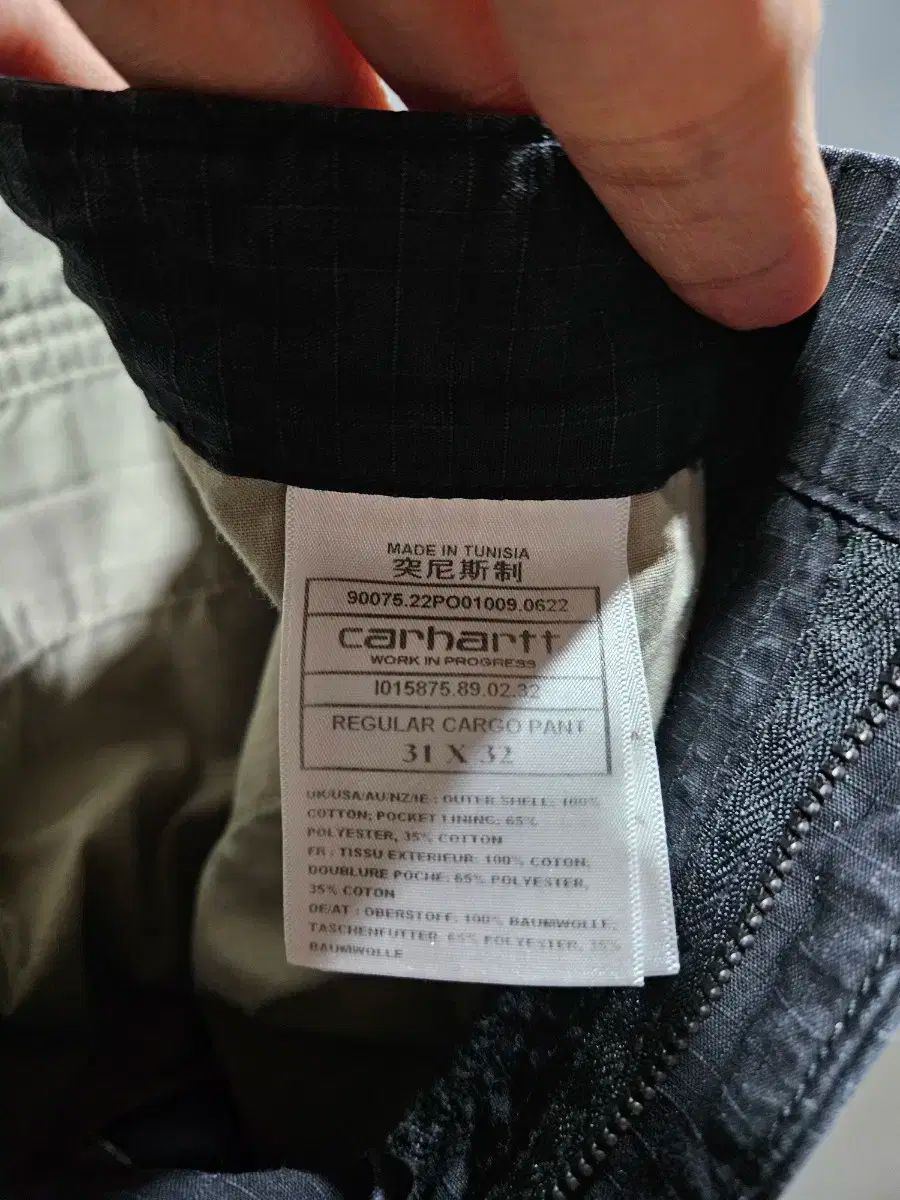 MADE IN TUNISIA
突尼斯制
90075.22PO01009.0622
carhartt
WORK IN PROGRESS
I015875.89.02.32
REGULAR CARGO PANT
31 X 32
UK/USA/AU/NZ/IE : OUTER SHELL: 100%
COTTON; POCKET LINING: 65%
POLYESTER, 35% COTTON
FR : TISSU EXTERIEUR: 100% COTON;
DOUBLURE POCHE: 65% POLYESTER,
35% COTON
DE/AT : OBERSTOFF: 100% BAUMWOLLE,
TASCHENFUTTER: 65% POLYESTER, 35%
BAUMWOLLE